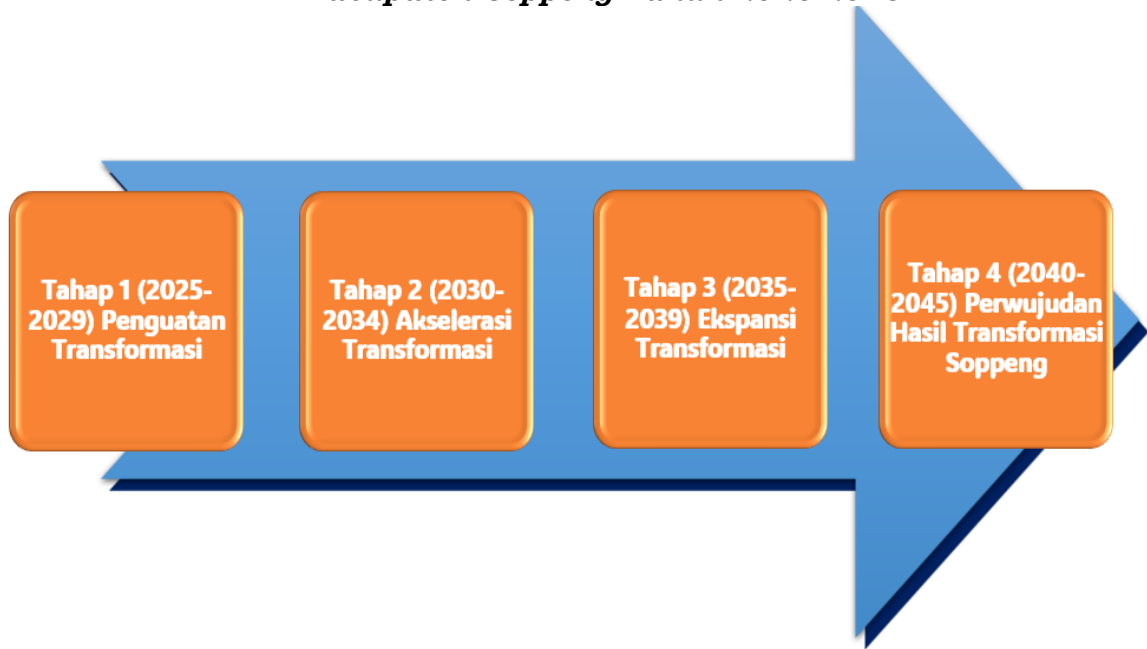 Soppeng
Tahap 1 (2025-
2029) Penguatan
Transformasi
Tahap 2 (2030-
2034) Akselerasi
Transformasi
Tahap 3 (2035-
2039) Ekspansi
Transformasi
Tahap 4 (2040-
2045) Perwujudan
Hasil Transformasi
Soppeng